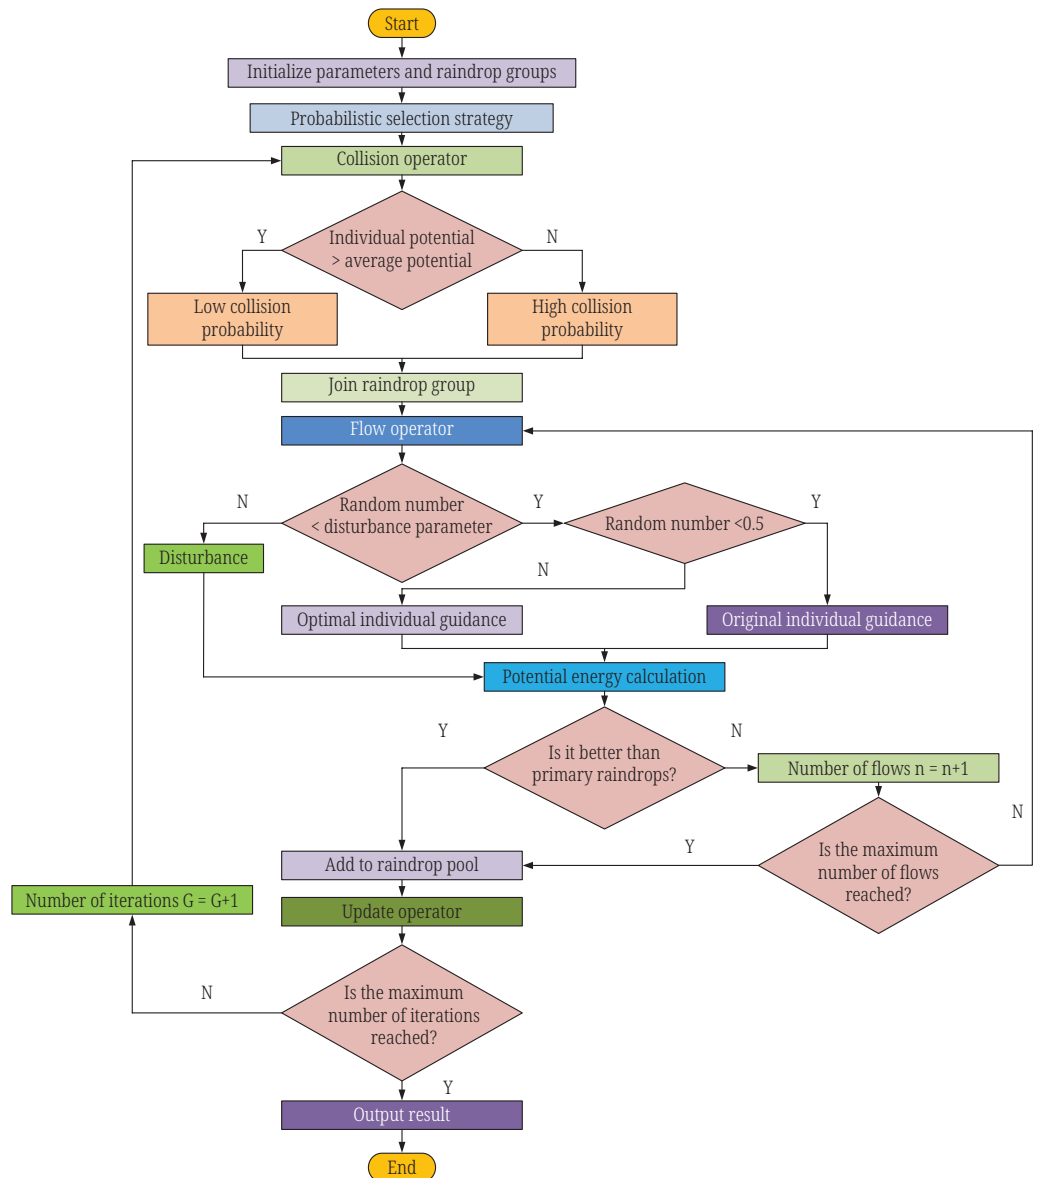 Start
Initialize parameters and raindrop groups
Probabilistic selection strategy
Collision operator
Y
N
Individual potential
> average potential
Low collision
probability
High collision
probability
Join raindrop group
Flow operator
N
Random number
< disturbance parameter
Y
Random number <0.5
Y
Disturbance
N
Optimal individual guidance
Original individual guidance
Potential energy calculation
Y
Is it better than
primary raindrops?
N
Number of flows n = n+1
N
Y
Is the maximum
number of flows
reached?
Add to raindrop pool
Number of iterations G = G+1
Update operator
N
Is the maximum
number of iterations
reached?
Y
Output result
End